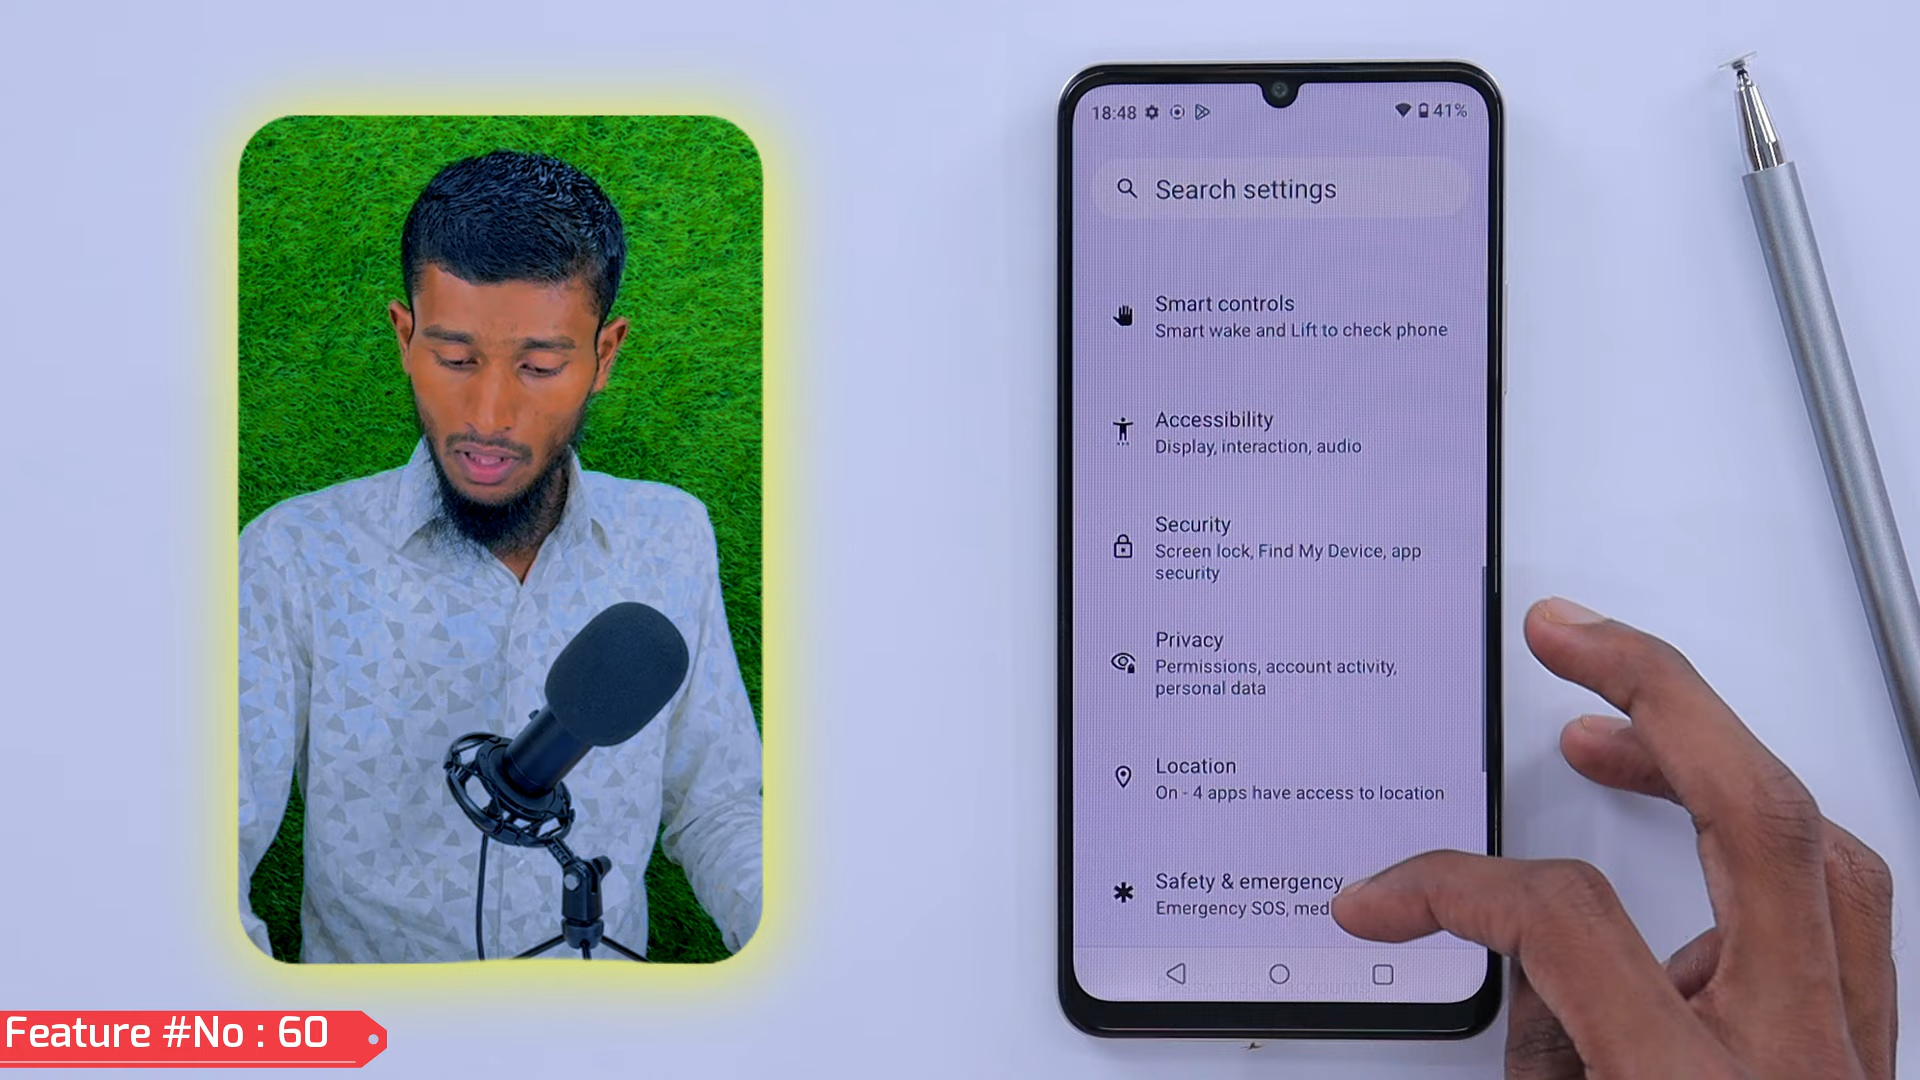 18:48
41%
Search settings
Smart controls
Smart wake and Lift to check phone
Accessibility
Display, interaction, audio
Security
Screen lock, Find My Device, app
security
Privacy
Permissions, account activity,
personal data
Location
On - 4 apps have access to location
Safety & emergency
Emergency SOS, med
Passwords & accounts
Feature #No : 60